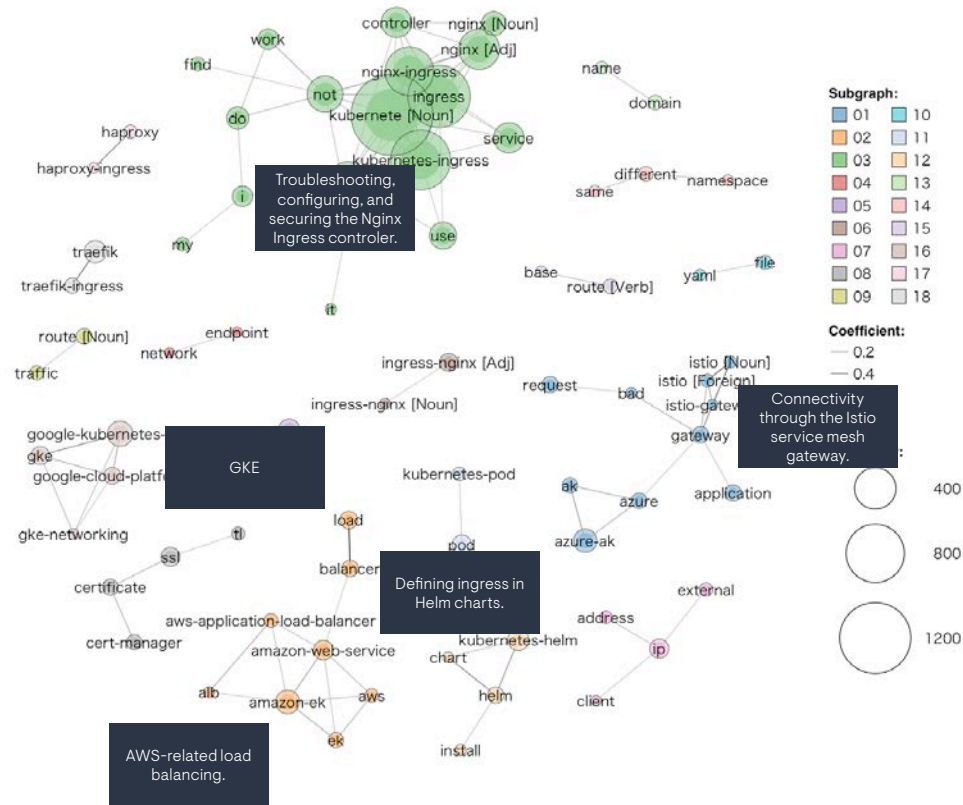 controller
nginx [Noun]
work
nginx [Adj]
find
nginx-ingress
name
not
ingress
domain
kubernete [Noun]
do
haproxy
service
kubernetes-ingress
haproxy-ingress
Troubleshooting,
configuring, and
securing the Nginx
Ingress controler.
different
namespace
same
i
use
my
traefik
traefik-ingress
base
route [Verb]
yaml
file
it
route [Noun]
traffic
endpoint
network
ingress-nginx [Adj]
ingress-nginx [Noun]
request
bad
istio [Noun]
istio [Foreign]
gateway
Connectivity
through the Istio
service mesh
gateway.
google-kubernetes-
gke
google-cloud-platf
gke-networking
GKE
kubernetes-pod
pod
ak
azure
azure-ak
application
tl
ssl
certificate
cert-manager
load
balancer
Defining ingress in
Helm charts.
aws-application-load-balancer
amazon-web-service
alb
amazon-ek
aws
ek
kubernetes-helm
chart
helm
install
external
address
ip
client
AWS-related load
balancing.
Subgraph:
01 10
02 11
03 12
04 13
05 14
06 15
07 16
08 17
09 18
Coefficient:
0.2
0.4
400
800
1200